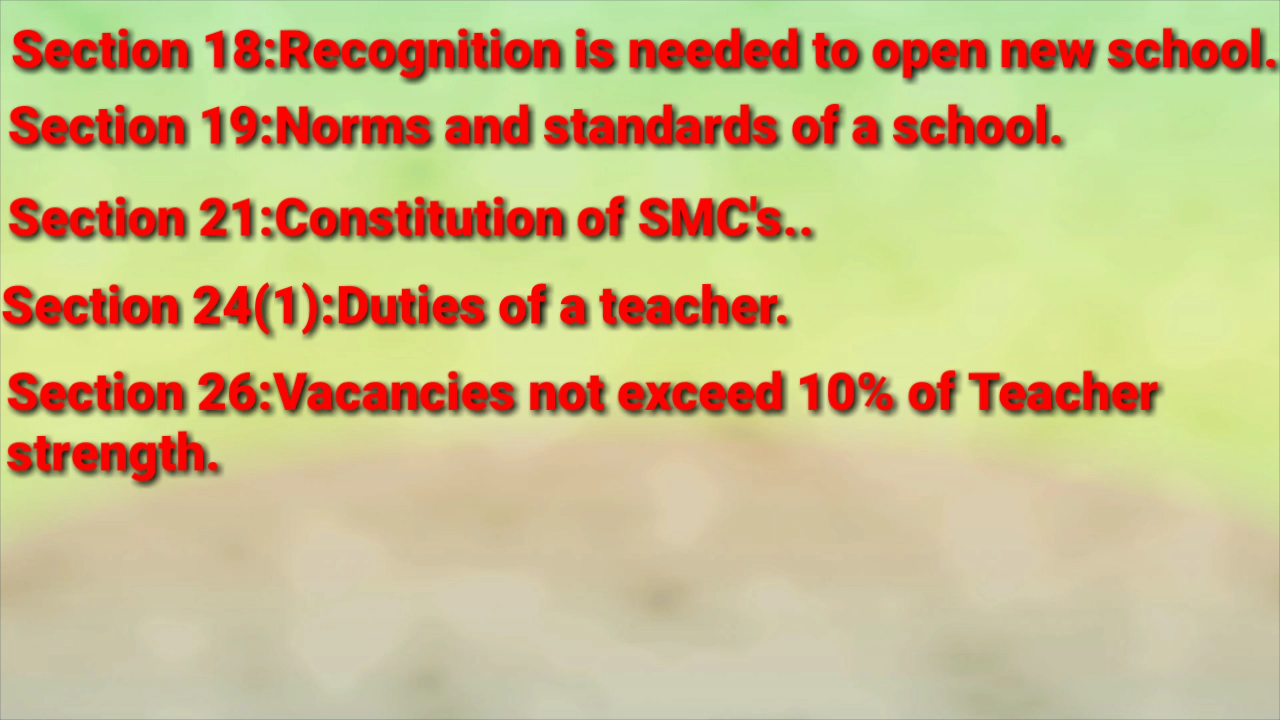 Section 18:Recognition is needed to open new school.
Section 19:Norms and standards of a school.
Section 21:Constitution of SMC's..
Section 24(1):Duties of a teacher.
Section 26:Vacancies not exceed 10% of Teacher
strength.